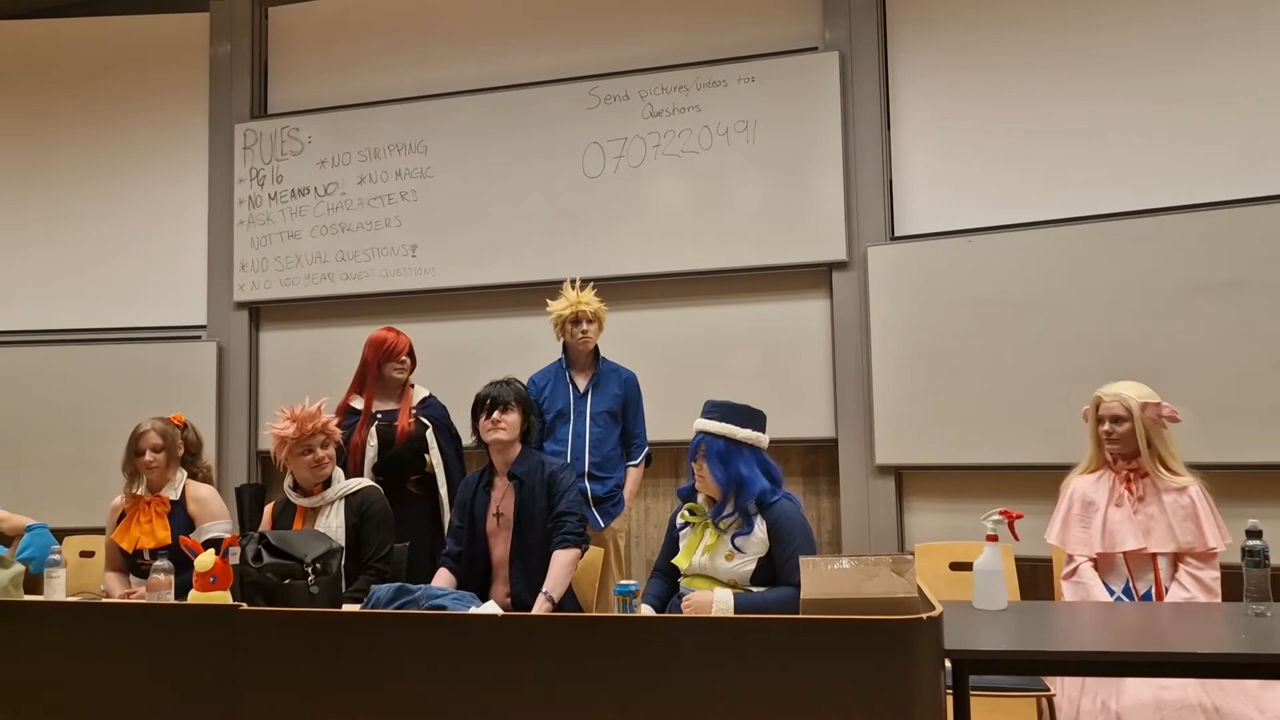 RULES:
*NO STRIPPING
*PG16
*NO MEANS NO! *NO MAGIC
*ASK THE CHARACTERS
NOT THE COSPLAYERS
*NO SEXUAL QUESTIONS!
*NO 100 YEAR QUEST QUESTIONS
Send pictures/videos to:
Questions
0707220491